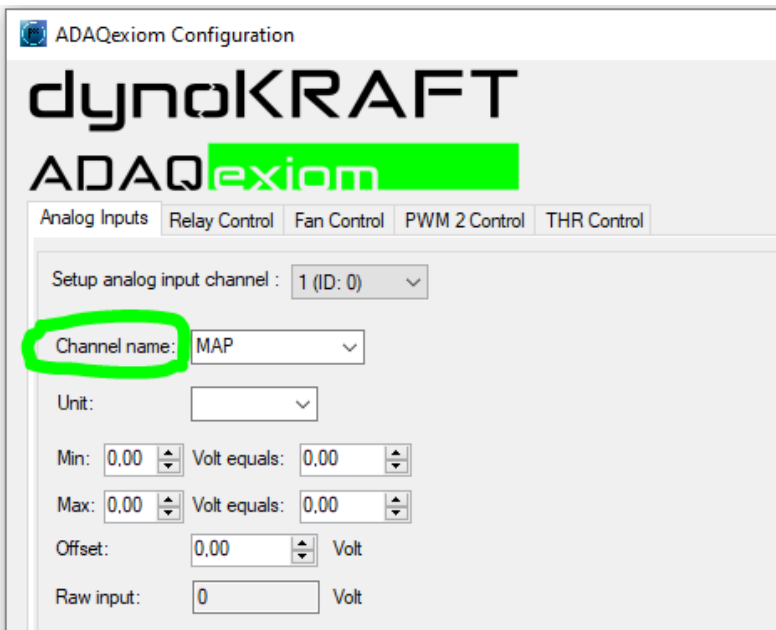 ADAQexiom Configuration
dynoKRAFT
ADAQexiom
Analog Inputs Relay Control Fan Control PWM 2 Control THR Control
Setup analog input channel : 1 (ID: 0)
Channel name: MAP
Unit:
Min: 0,00 Volt equals: 0,00
Max: 0,00 Volt equals: 0,00
Offset: 0,00 Volt
Raw input: 0 Volt